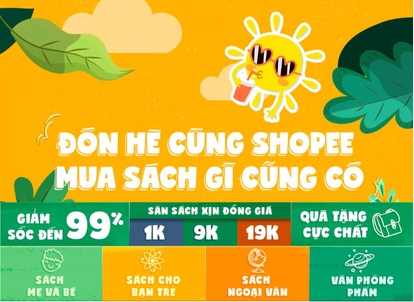 ĐÓN HÈ CÙNG SHOPEE
MUA SÁCH GÌ CŨNG CÓ
GIẢM
SỐC ĐẾN 99%
SĂN SÁCH XỊN ĐỒNG GIÁ
1K 9K 19K
QUÀ TẶNG
CỰC CHẤT
SÁCH
MẸ VÀ BÉ
SÁCH CHO
BẠN TRẺ
SÁCH
NGOẠI VĂN
VĂN PHÒNG
PHẨM